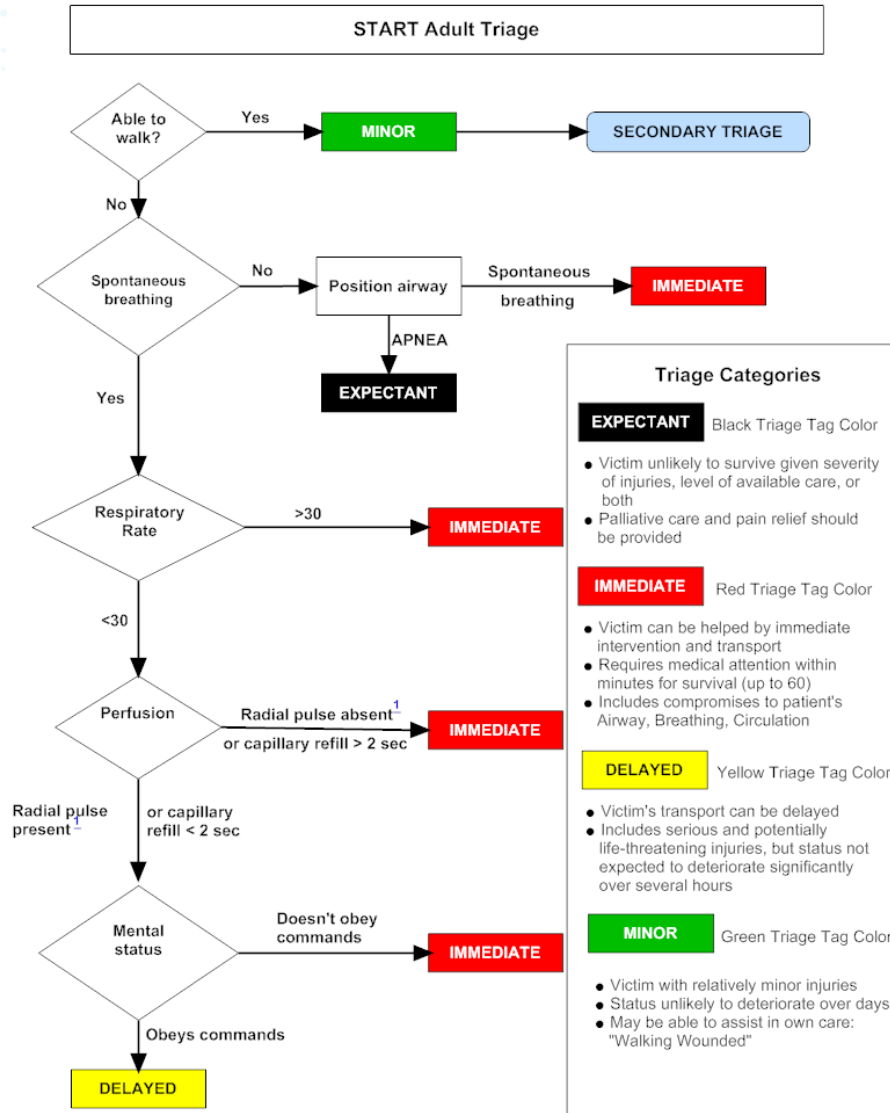 START Adult Triage
Able to
walk?
Yes
MINOR
SECONDARY TRIAGE
No
Spontaneous
breathing
No
Position airway
Spontaneous
breathing
IMMEDIATE
APNEA
EXPECTANT
Yes
Respiratory
Rate
>30
IMMEDIATE
<30
Perfusion
Radial pulse absent 1
or capillary refill > 2 sec
IMMEDIATE
Radial pulse
present 1
or capillary
refill < 2 sec
Mental
status
Doesn't obey
commands
IMMEDIATE
Obeys commands
DELAYED
Triage Categories
EXPECTANT Black Triage Tag Color
● Victim unlikely to survive given severity
of injuries, level of available care, or
both
● Palliative care and pain relief should
be provided
IMMEDIATE Red Triage Tag Color
● Victim can be helped by immediate
intervention and transport
● Requires medical attention within
minutes for survival (up to 60)
● Includes compromises to patient's
Airway, Breathing, Circulation
DELAYED Yellow Triage Tag Color
● Victim's transport can be delayed
● Includes serious and potentially
life-threatening injuries, but status not
expected to deteriorate significantly
over several hours
MINOR Green Triage Tag Color
● Victim with relatively minor injuries
● Status unlikely to deteriorate over days
● May be able to assist in own care:
"Walking Wounded"